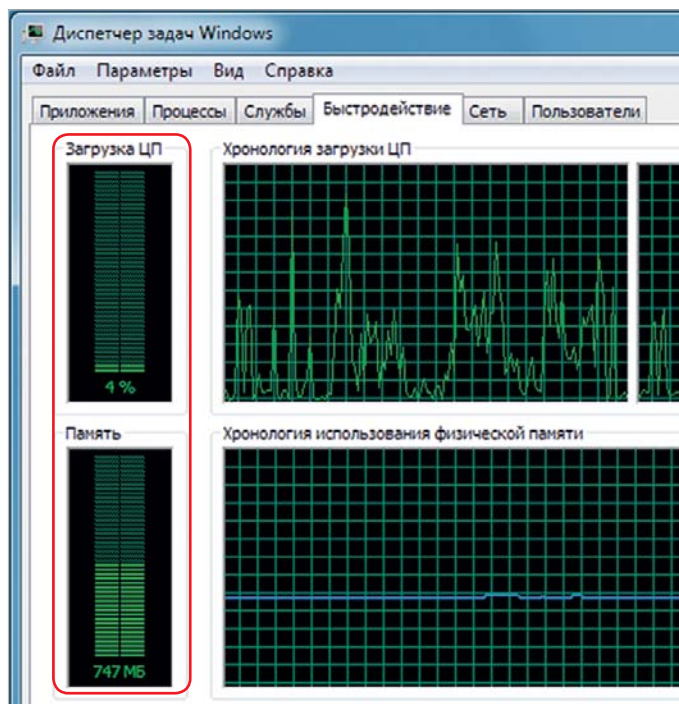 Диспетчер задач Windows
Файл Параметры Вид Справка
Приложения Процессы Службы Быстродействие Сеть Пользователи
Загрузка ЦП Хронология загрузки ЦП
4 %
Память Хронология использования физической памяти
747 МБ